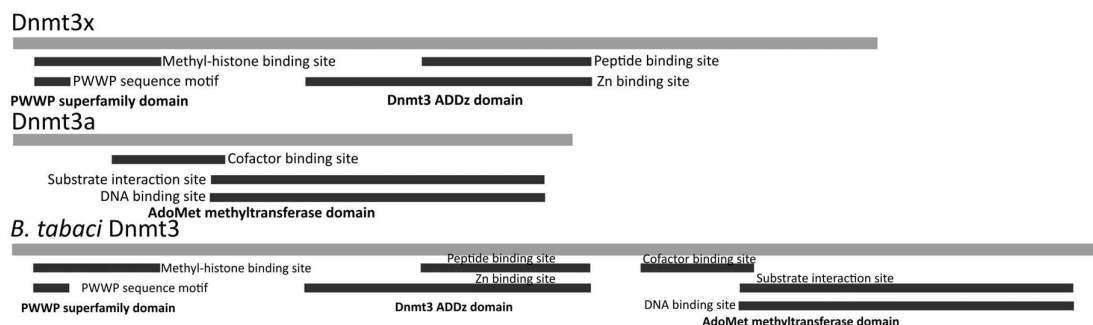 Dnmt3x
Methyl-histone binding site Peptide binding site
PWWP sequence motif Zn binding site
PWWP superfamily domain Dnmt3 ADDz domain
Dnmt3a
Cofactor binding site
Substrate interaction site
DNA binding site
AdoMet methyltransferase domain
B. tabaci Dnmt3
Peptide binding site Cofactor binding site
Methyl-histone binding site
Zn binding site Substrate interaction site
PWWP sequence motif
DNA binding site
PWWP superfamily domain Dnmt3 ADDz domain
AdoMet methyltransferase domain